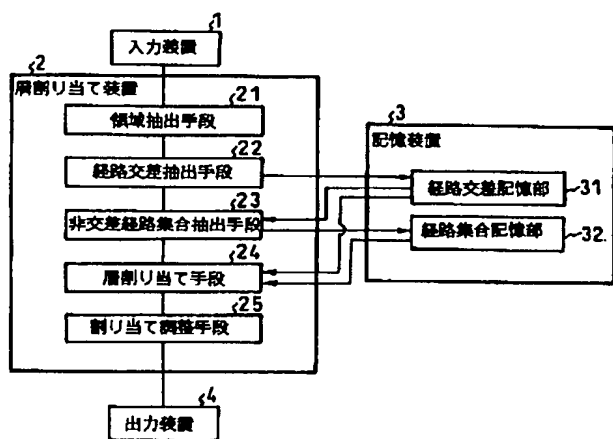 1
入力装置
2
層割り当て装置
21
領域抽出手段
22
経路交差抽出手段
23
非交差経路集合抽出手段
24
層割り当て手段
25
割り当て調整手段
3
記憶装置
経路交差記憶部
31
経路集合記憶部
32
4
出力装置